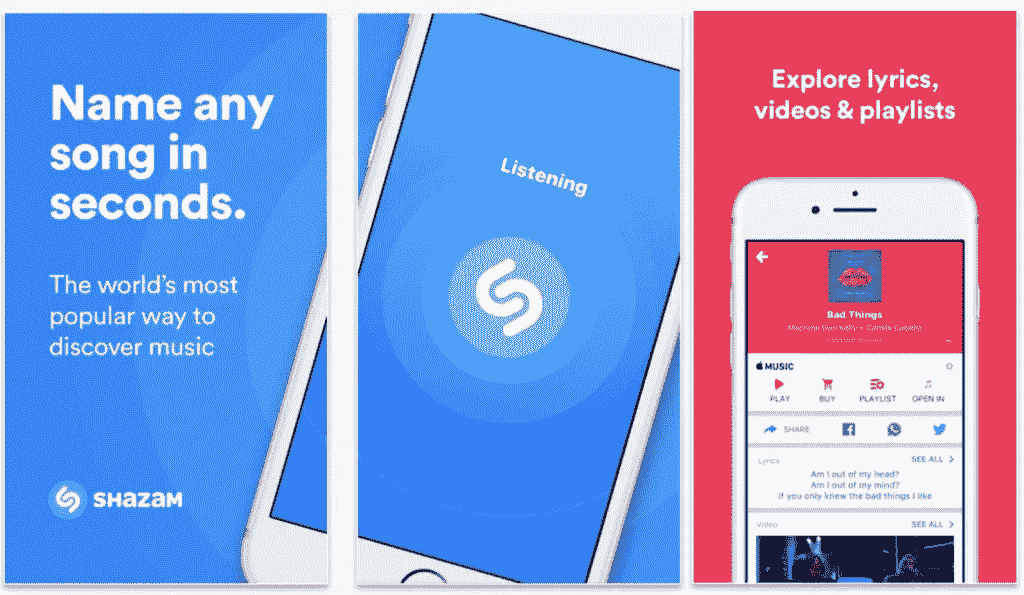 Name any
song in
seconds.
The world's most
popular way to
discover music
SHAZAM
Listening
Explore lyrics,
videos & playlists
Bad Things
MUSIC
PLAY BUY PLAYLIST OPEN IN
SHARE
Lyrics SEE ALL
Am I out of my head?
Am I out of my mind?
If you only knew the bad things I like
Video SEE ALL